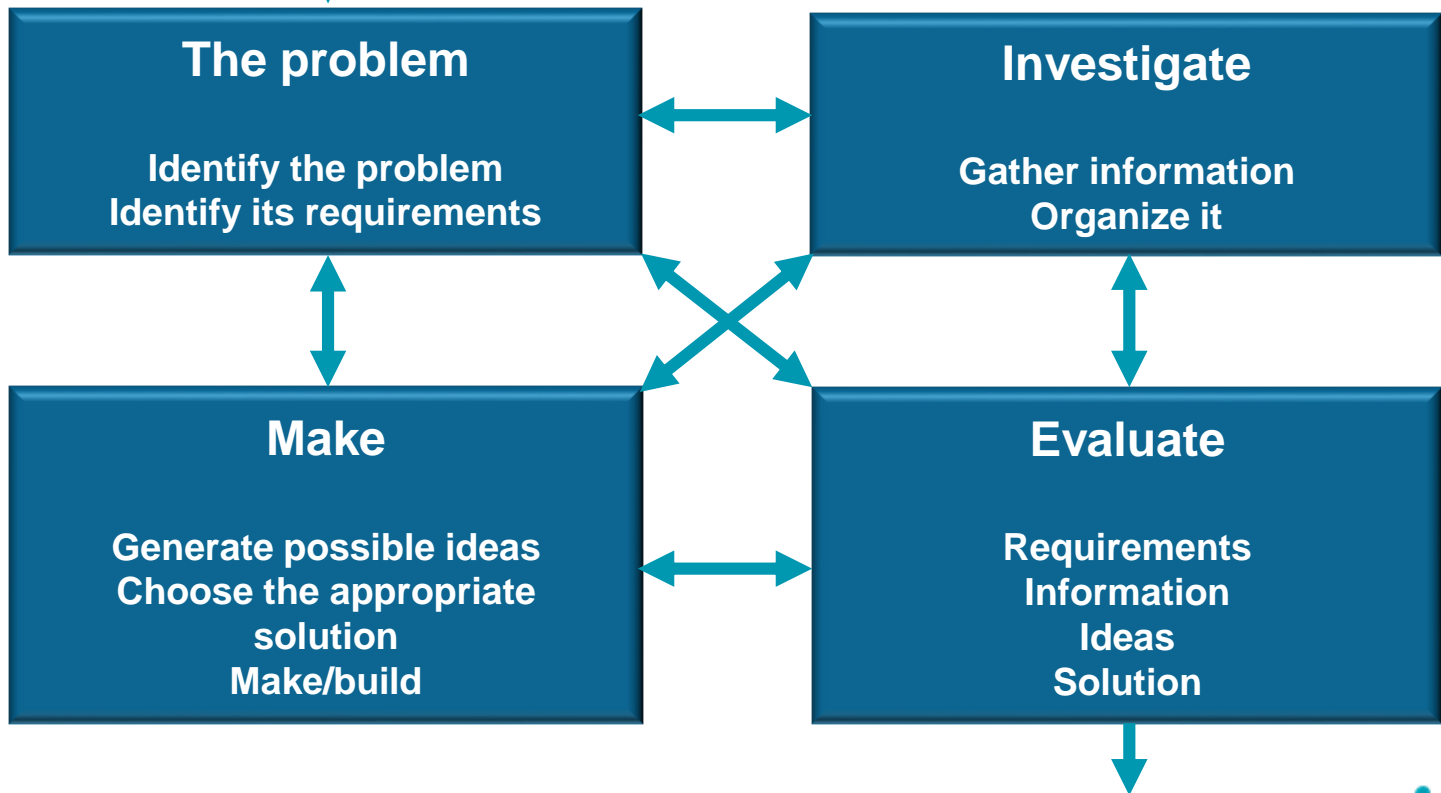 The problem
Identify the problem
Identify its requirements
Investigate
Gather information
Organize it
Make
Generate possible ideas
Choose the appropriate
solution
Make/build
Evaluate
Requirements
Information
Ideas
Solution